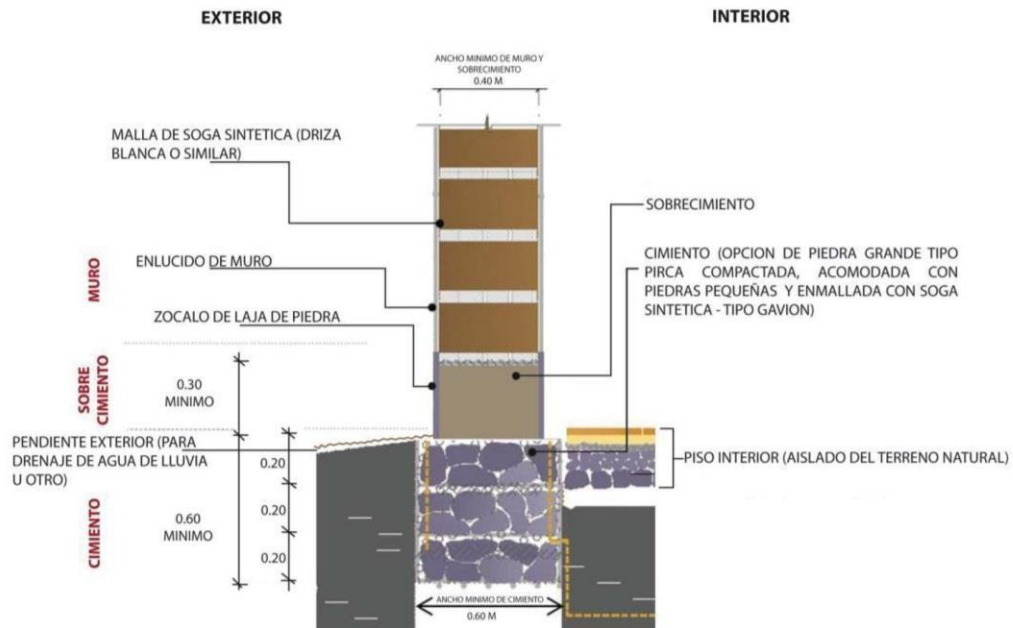 EXTERIOR
INTERIOR
ANCHO MINIMO DE MURO Y
SOBRECIMIENTO
0.40 M
MALLA DE SOGA SINTETICA (DRIZA
BLANCA O SIMILAR)
SOBRECIMIENTO
ENLUCIDO DE MURO
CIMIENTO (OPCION DE PIEDRA GRANDE TIPO
PIRCA COMPACTADA, ACOMODADA CON
PIEDRAS PEQUEÑAS Y ENMALLADA CON SOGA
SINTETICA - TIPO GAVION)
MURO
ZOCALO DE LAJA DE PIEDRA
SOBRE
CIMIENTO
0.30
MINIMO
PENDIENTE EXTERIOR (PARA
DRENAJE DE AGUA DE LLUVIA
U OTRO)
0.20
PISO INTERIOR (AISLADO DEL TERRENO NATURAL)
CIMIENTO
0.60
MINIMO
0.20
0.20
ANCHO MINIMO DE CIMIENTO
0.60 M